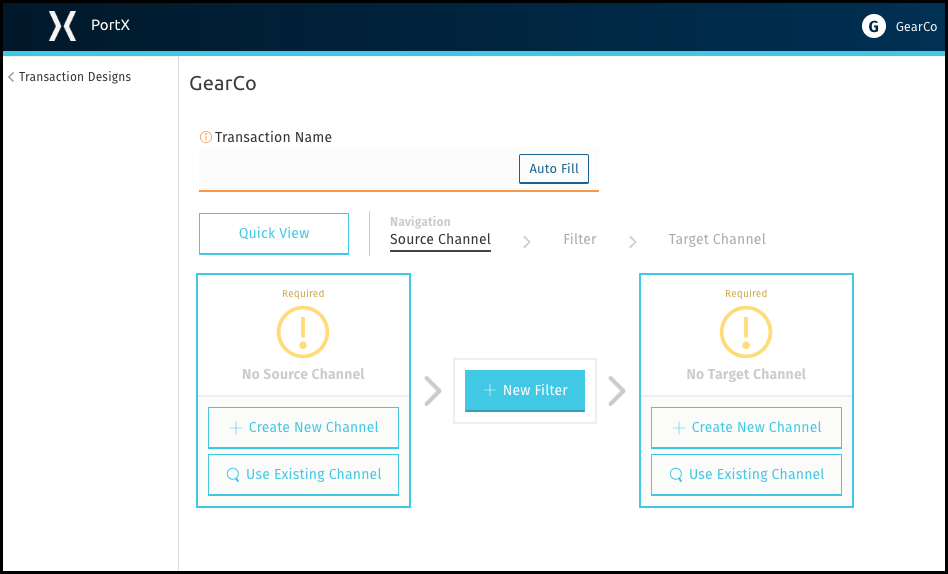 PortX
G GearCo
Transaction Designs
GearCo
Transaction Name
Auto Fill
Quick View
Navigation
Source Channel
Filter
Target Channel
Required
No Source Channel
Create New Channel
Use Existing Channel
New Filter
Required
No Target Channel
Create New Channel
Use Existing Channel